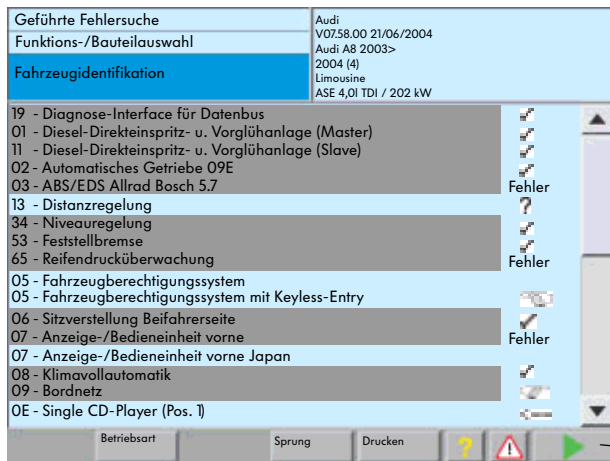 Geführte Fehlersuche
Funktions-/Bauteilauswahl
Fahrzeugidentifikation
Audi
V07.58.00 21/06/2004
Audi A8 2003>
2004 (4)
Limousine
ASE 4,0l TDI / 202 kW
19 - Diagnose-Interface für Datenbus
01 - Diesel-Direkteinspritz- u. Vorglühanlage (Master)
11 - Diesel-Direkteinspritz- u. Vorglühanlage (Slave)
02 - Automatisches Getriebe 09E
03 - ABS/EDS Allrad Bosch 5.7 Fehler
13 - Distanzregelung ?
34 - Niveauregelung
53 - Feststellbremse
65 - Reifendrucküberwachung Fehler
05 - Fahrzeugberechtigungssystem
05 - Fahrzeugberechtigungssystem mit Keyless-Entry
06 - Sitzverstellung Beifahrerseite
07 - Anzeige-/Bedieneinheit vorne Fehler
07 - Anzeige-/Bedieneinheit vorne Japan
08 - Klimavollautomatik
09 - Bordnetz
0E - Single CD-Player (Pos. 1)
Betriebsart Sprung Drucken ?